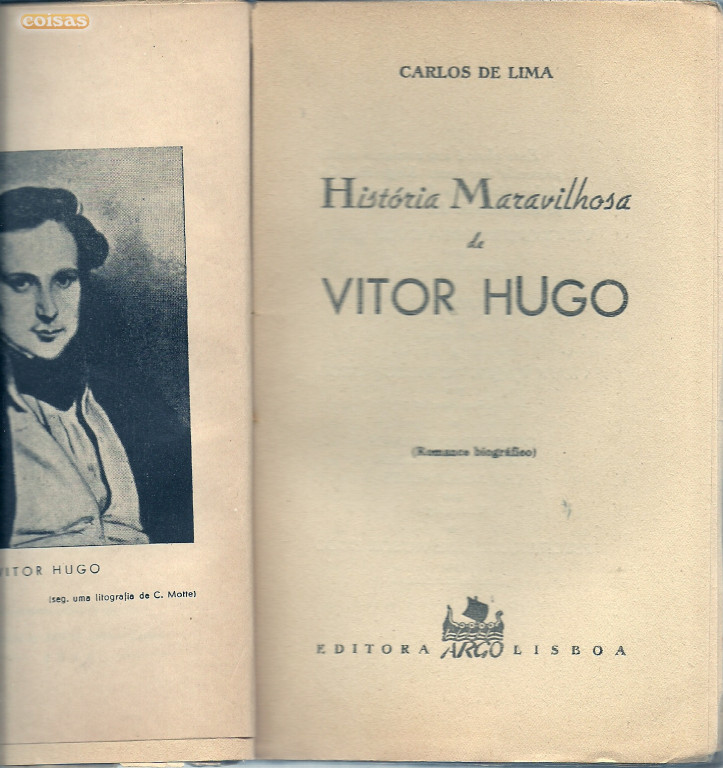 coisas
VITOR HUGO
(seg. uma litografia de C. Motte)
CARLOS DE LIMA
História Maravilhosa
de
VITOR HUGO
(Romance biográfico)
EDITORA ARGO LISBOA